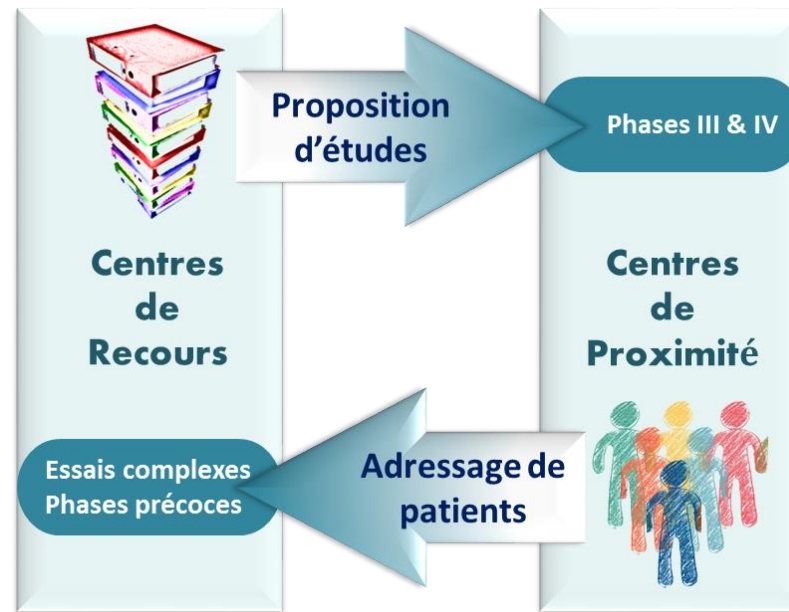 Proposition
d'études
Phases III & IV
Centres
de
Recours
Centres
de
Proximité
Essais complexes
Phases précoces
Adressage de
patients